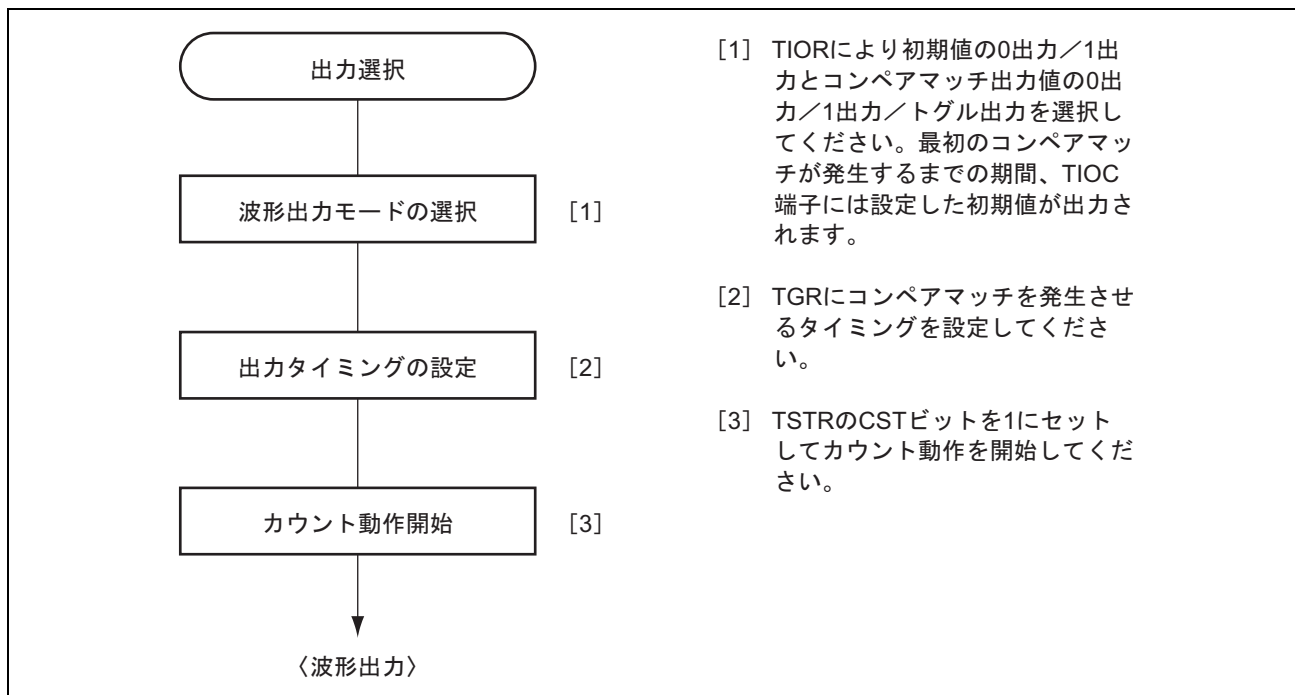 出力選択
波形出力モードの選択 [1]
出力タイミングの設定 [2]
カウント動作開始 [3]
〈波形出力〉
[1] TIORにより初期値の0出力／1出
力とコンペアマッチ出力値の0出
力／1出力／トグル出力を選択し
てください。最初のコンペアマッ
チが発生するまでの期間、TIOC
端子には設定した初期値が出力さ
れます。
[2] TGRにコンペアマッチを発生させ
るタイミングを設定してくださ
い。
[3] TSTRのCSTビットを1にセット
してカウント動作を開始してくだ
さい。